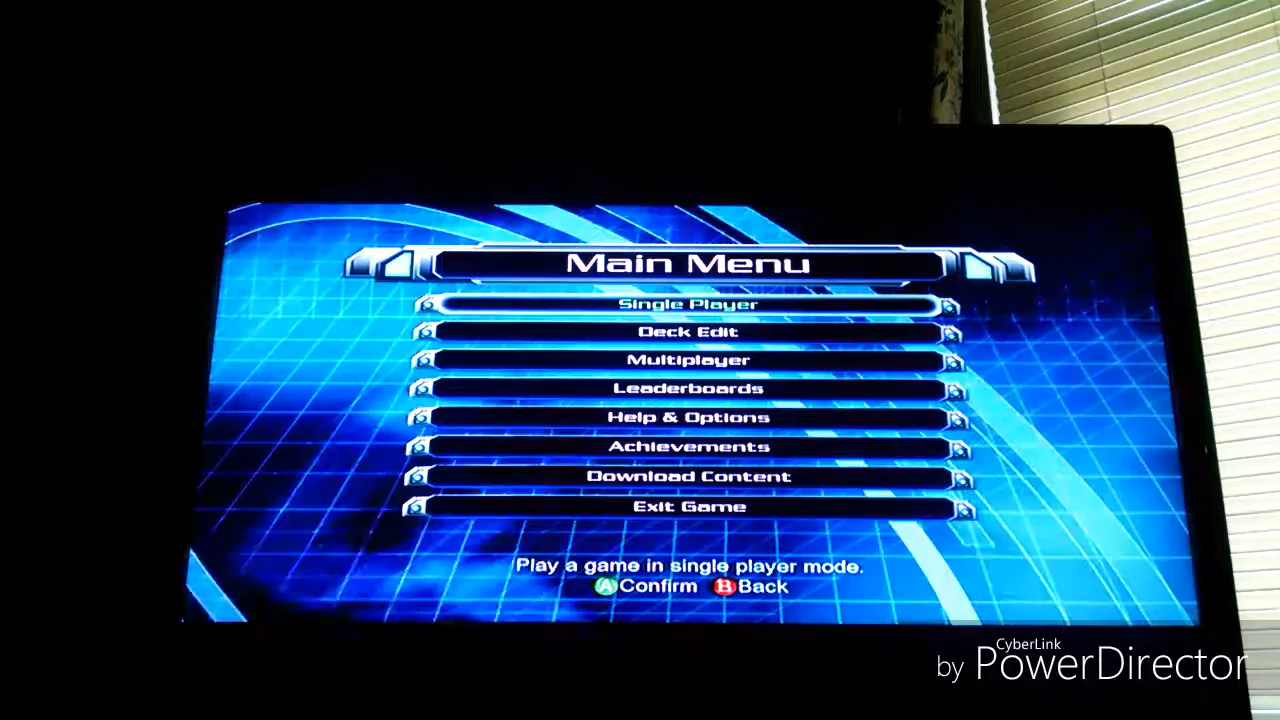 Main Menu
Single Player
Deck Edit
Multiplayer
Leaderboards
Help & Options
Achievements
Download Content
Exit Game
Play a game in single player mode.
A Confirm B Back
CyberLink
by PowerDirector